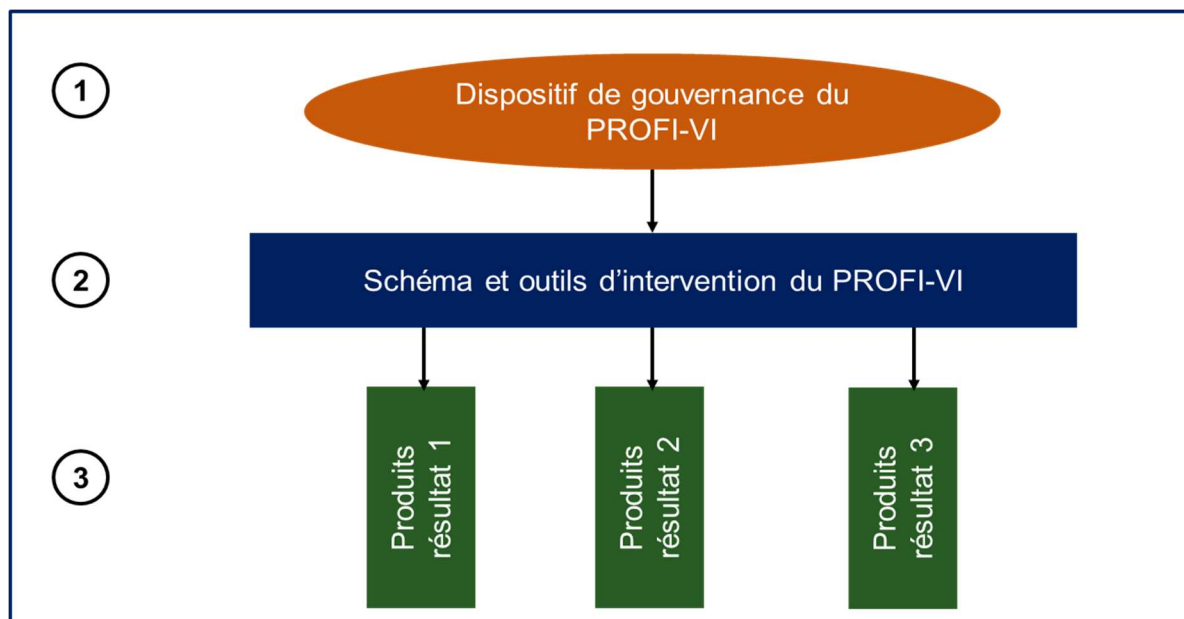 1
Dispositif de gouvernance du
PROFI-VI
2
Schéma et outils d’intervention du PROFI-VI
3
Produits
résultat 1
Produits
résultat 2
Produits
résultat 3